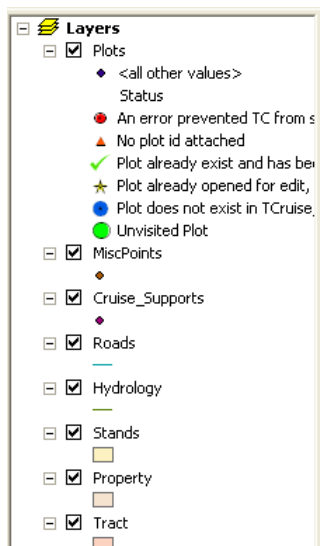 Layers
Plots
<all other values>
Status
An error prevented TC from s
No plot id attached
Plot already exist and has be
Plot already opened for edit,
Plot does not exist in TCruise_
Unvisited Plot
MiscPoints
Cruise_Supports
Roads
Hydrology
Stands
Property
Tract